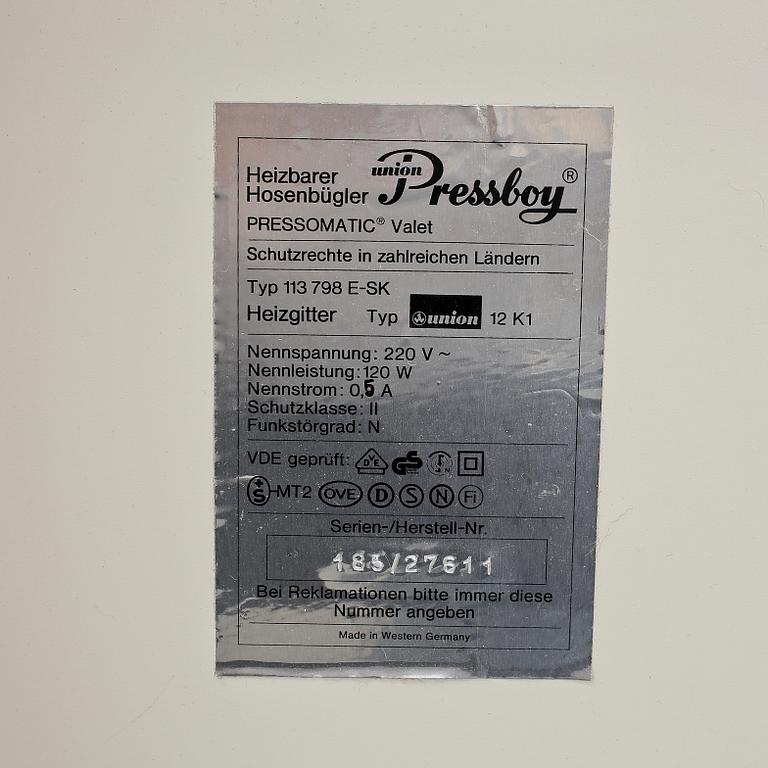 Heizbarer union Pressboy®
Hosenbügler
PRESSOMATIC® Valet
Schutzrechte in zahlreichen Ländern
Typ 113 798 E-SK
Heizgitter Typ union 12 K1
Nennspannung: 220 V ~
Nennleistung: 120 W
Nennstrom: 0,5 A
Schutzklasse: II
Funkstörgrad: N
VDE geprüft: DVE GS N
+S-MT2 ÖVE D S N Fi
Serien-/Herstell-Nr.
185/27611
Bei Reklamationen bitte immer diese
Nummer angeben
Made in Western Germany